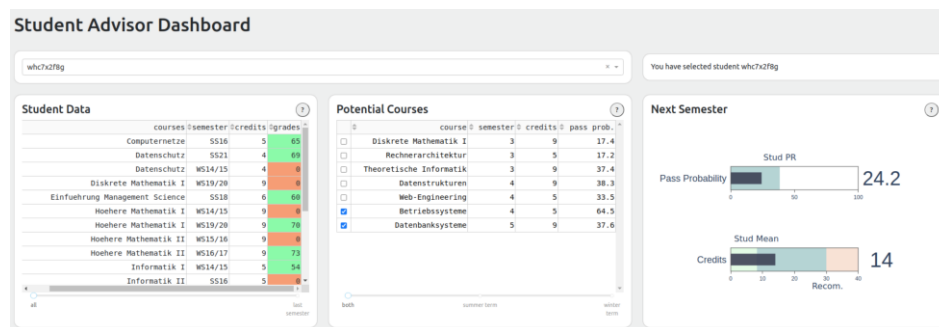 Student Advisor Dashboard
whc7x2f8g × 
You have selected student whc7x2f8g
Student Data ?
courses semester credits grades
Computernetze SS16 5 65
Datenschutz SS21 4 69
Datenschutz WS14/15 4 0
Diskrete Mathematik I WS19/20 9 0
Einfuehrung Management Science SS18 6 60
Hoehere Mathematik I WS14/15 9 0
Hoehere Mathematik I WS19/20 9 70
Hoehere Mathematik II WS15/16 9 0
Hoehere Mathematik II WS16/17 9 73
Informatik I WS14/15 5 54
Informatik II SS16 5 0
all
last
semester
Potential Courses ?
course semester credits pass prob.
Diskrete Mathematik I 3 9 17.4
Rechnerarchitektur 3 5 17.2
Theoretische Informatik 3 9 37.4
Datenstrukturen 4 9 38.3
Web-Engineering 4 5 33.5
Betriebssysteme 4 5 64.5
Datenbanksysteme 5 9 37.6
both
summer term
winter
term
Next Semester ?
Stud PR
Pass Probability 24.2
0 50 100
Stud Mean
Credits 14
0 10 20 30 40
Recom.